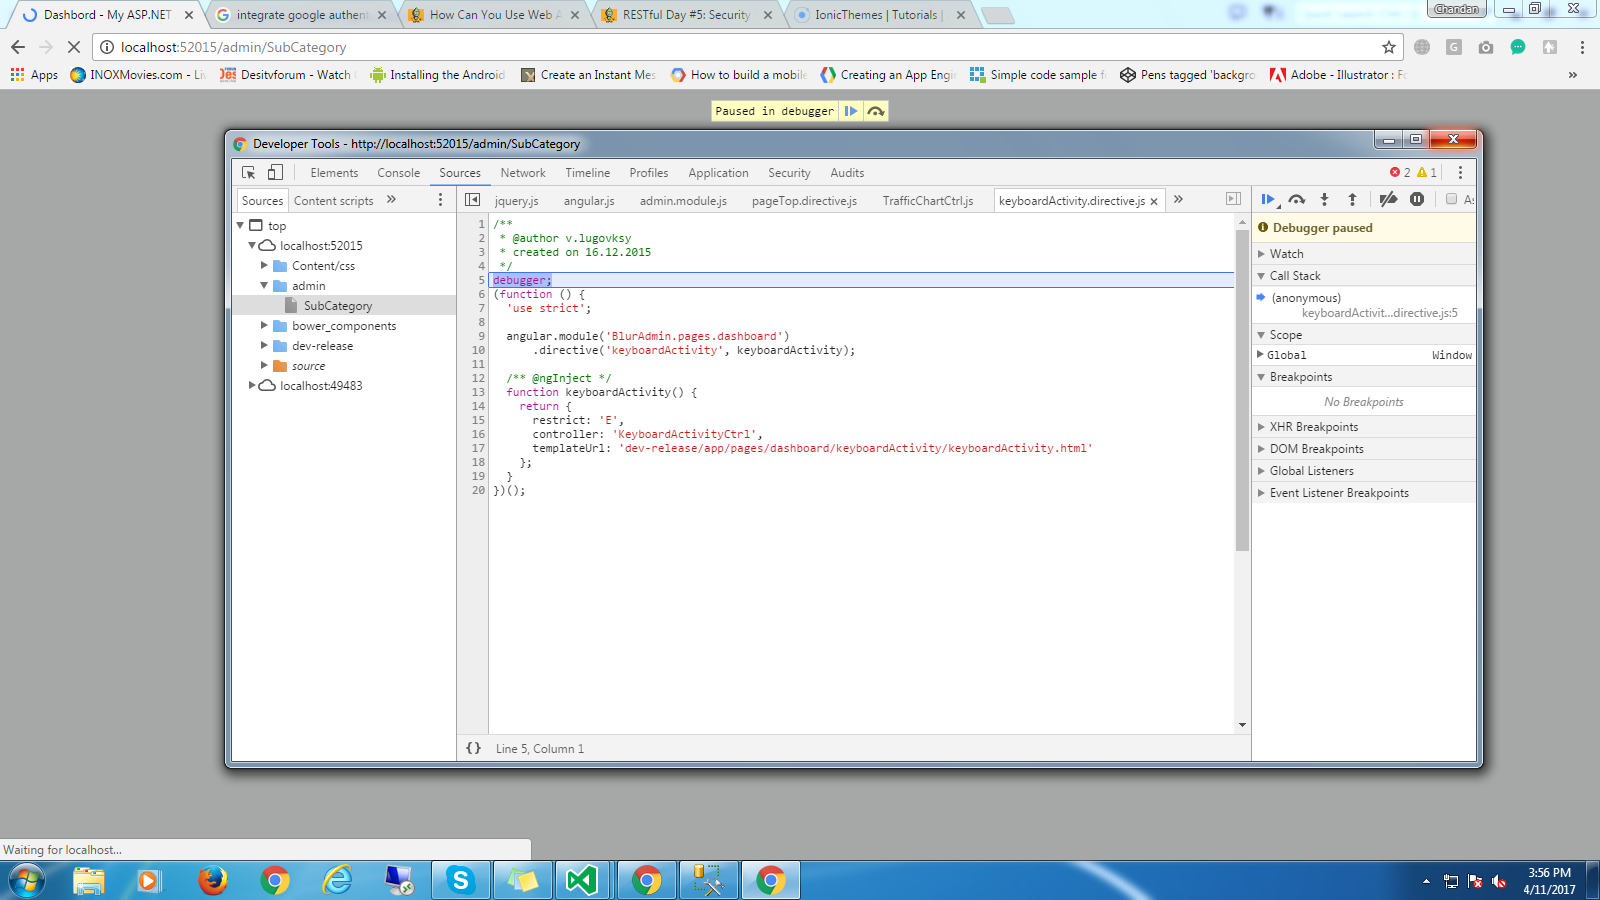 Dashbord - My ASP.NET
integrate google authen
How Can You Use Web A
RESTful Day #5: Security
IonicThemes | Tutorials |
Chandan
localhost:52015/admin/SubCategory
Apps
INOXMovies.com - Li
Desitvforum - Watch
Installing the Android
Create an Instant Mes
How to build a mobile
Creating an App Engi
Simple code sample f
Pens tagged 'backgro
Adobe - Illustrator : F
»
Paused in debugger
Developer Tools - http://localhost:52015/admin/SubCategory
Elements Console Sources Network Timeline Profiles Application Security Audits
2 1
Sources Content scripts »
jquery.js angular.js admin.module.js pageTop.directive.js TrafficChartCtrl.js keyboardActivity.directive.js × »
As
top
localhost:52015
Content/css
admin
SubCategory
bower_components
dev-release
source
localhost:49483
1 /**
2 * @author v.lugovksy
3 * created on 16.12.2015
4 */
5 debugger;
6 (function () {
7 'use strict';
8
9 angular.module('BlurAdmin.pages.dashboard')
10 .directive('keyboardActivity', keyboardActivity);
11
12 /** @ngInject */
13 function keyboardActivity() {
14 return {
15 restrict: 'E',
16 controller: 'KeyboardActivityCtrl',
17 templateUrl: 'dev-release/app/pages/dashboard/keyboardActivity/keyboardActivity.html'
18 };
19 }
20 })();
{} Line 5, Column 1
Debugger paused
Watch
Call Stack
(anonymous)
keyboardActivit...directive.js:5
Scope
Global Window
Breakpoints
No Breakpoints
XHR Breakpoints
DOM Breakpoints
Global Listeners
Event Listener Breakpoints
Waiting for localhost...
3:56 PM
4/11/2017